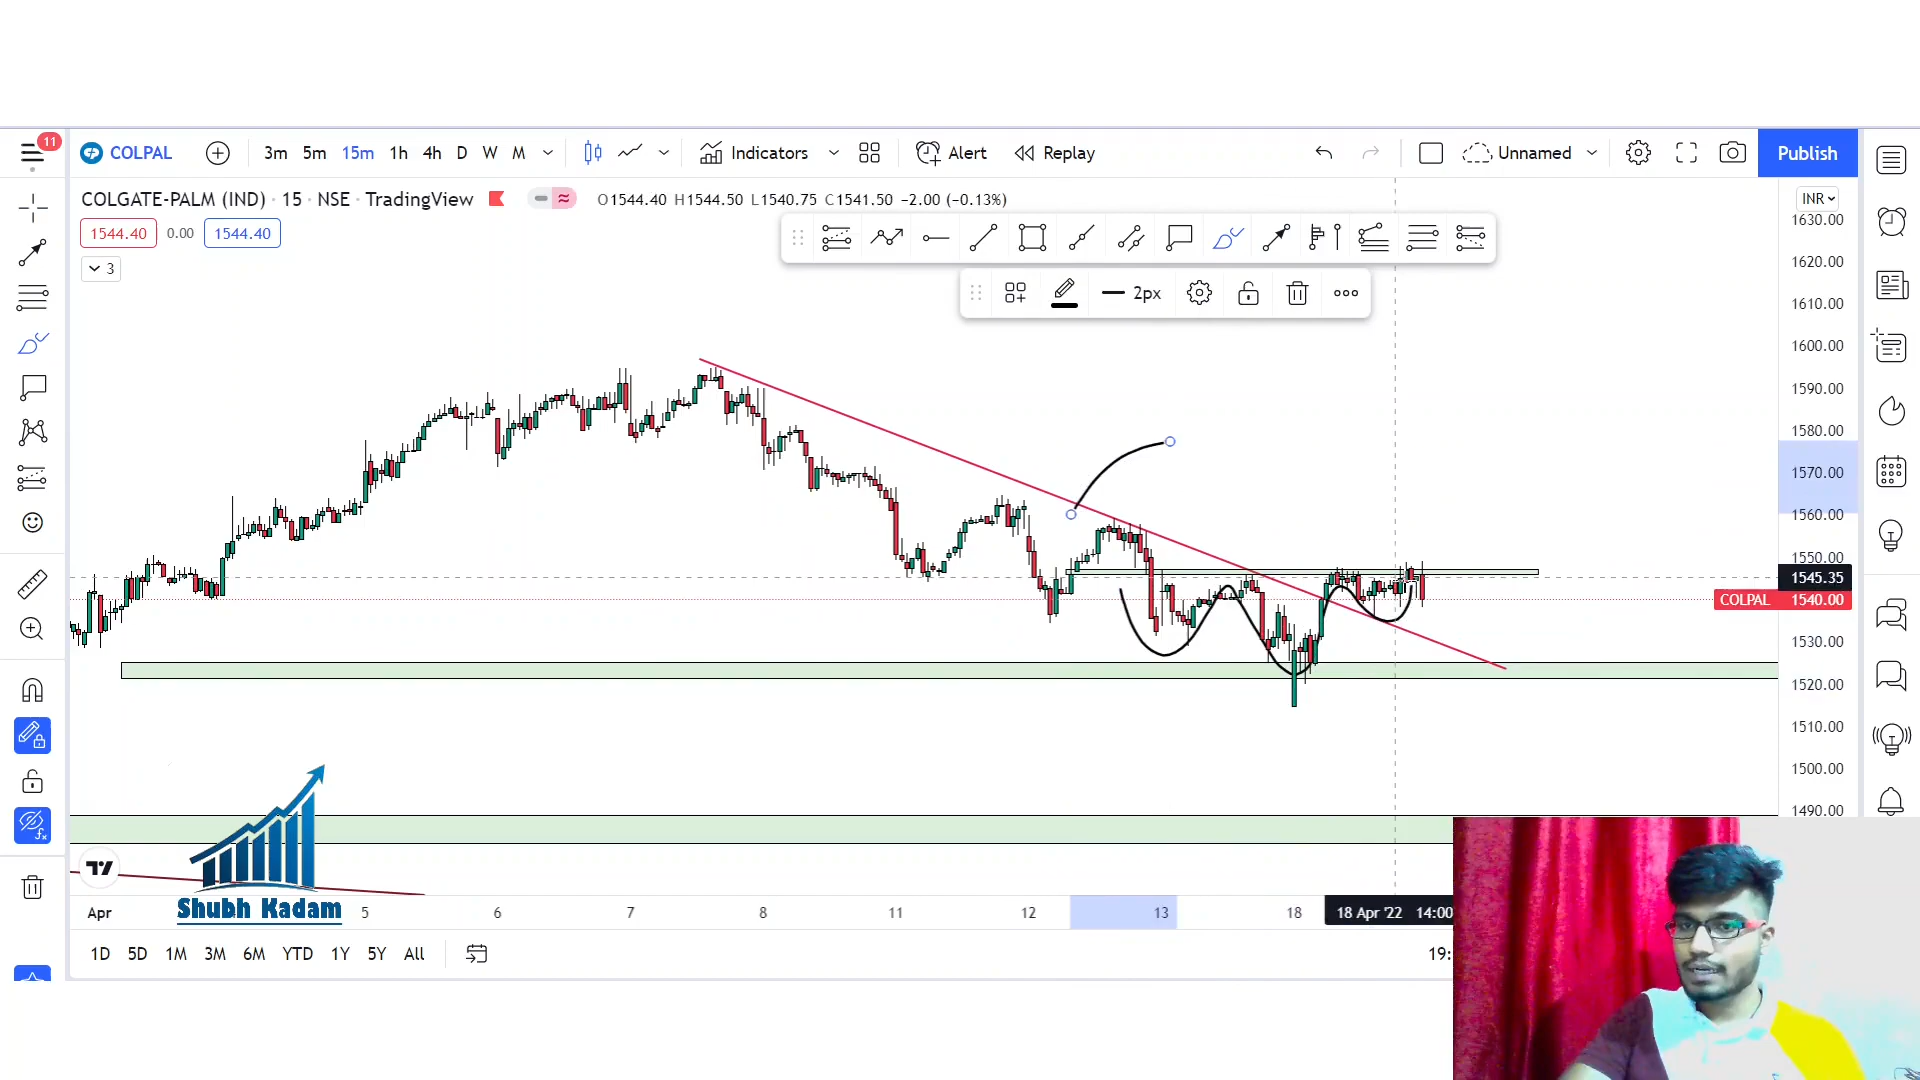 11
COLPAL
3m 5m 15m 1h 4h D W M
Indicators
Alert
Replay
Unnamed
Publish
COLGATE-PALM (IND) · 15 · NSE · TradingView
O1544.40 H1544.50 L1540.75 C1541.50 −2.00 (−0.13%)
INR
1544.40 0.00 1544.40
3
2px
1630.00
1620.00
1610.00
1600.00
1590.00
1580.00
1570.00
1560.00
1550.00
1545.35
COLPAL 1540.00
1530.00
1520.00
1510.00
1500.00
1490.00
Shubh Kadam
Apr 5 6 7 8 11 12 13 18 18 Apr '22 14:00
1D 5D 1M 3M 6M YTD 1Y 5Y All
19: